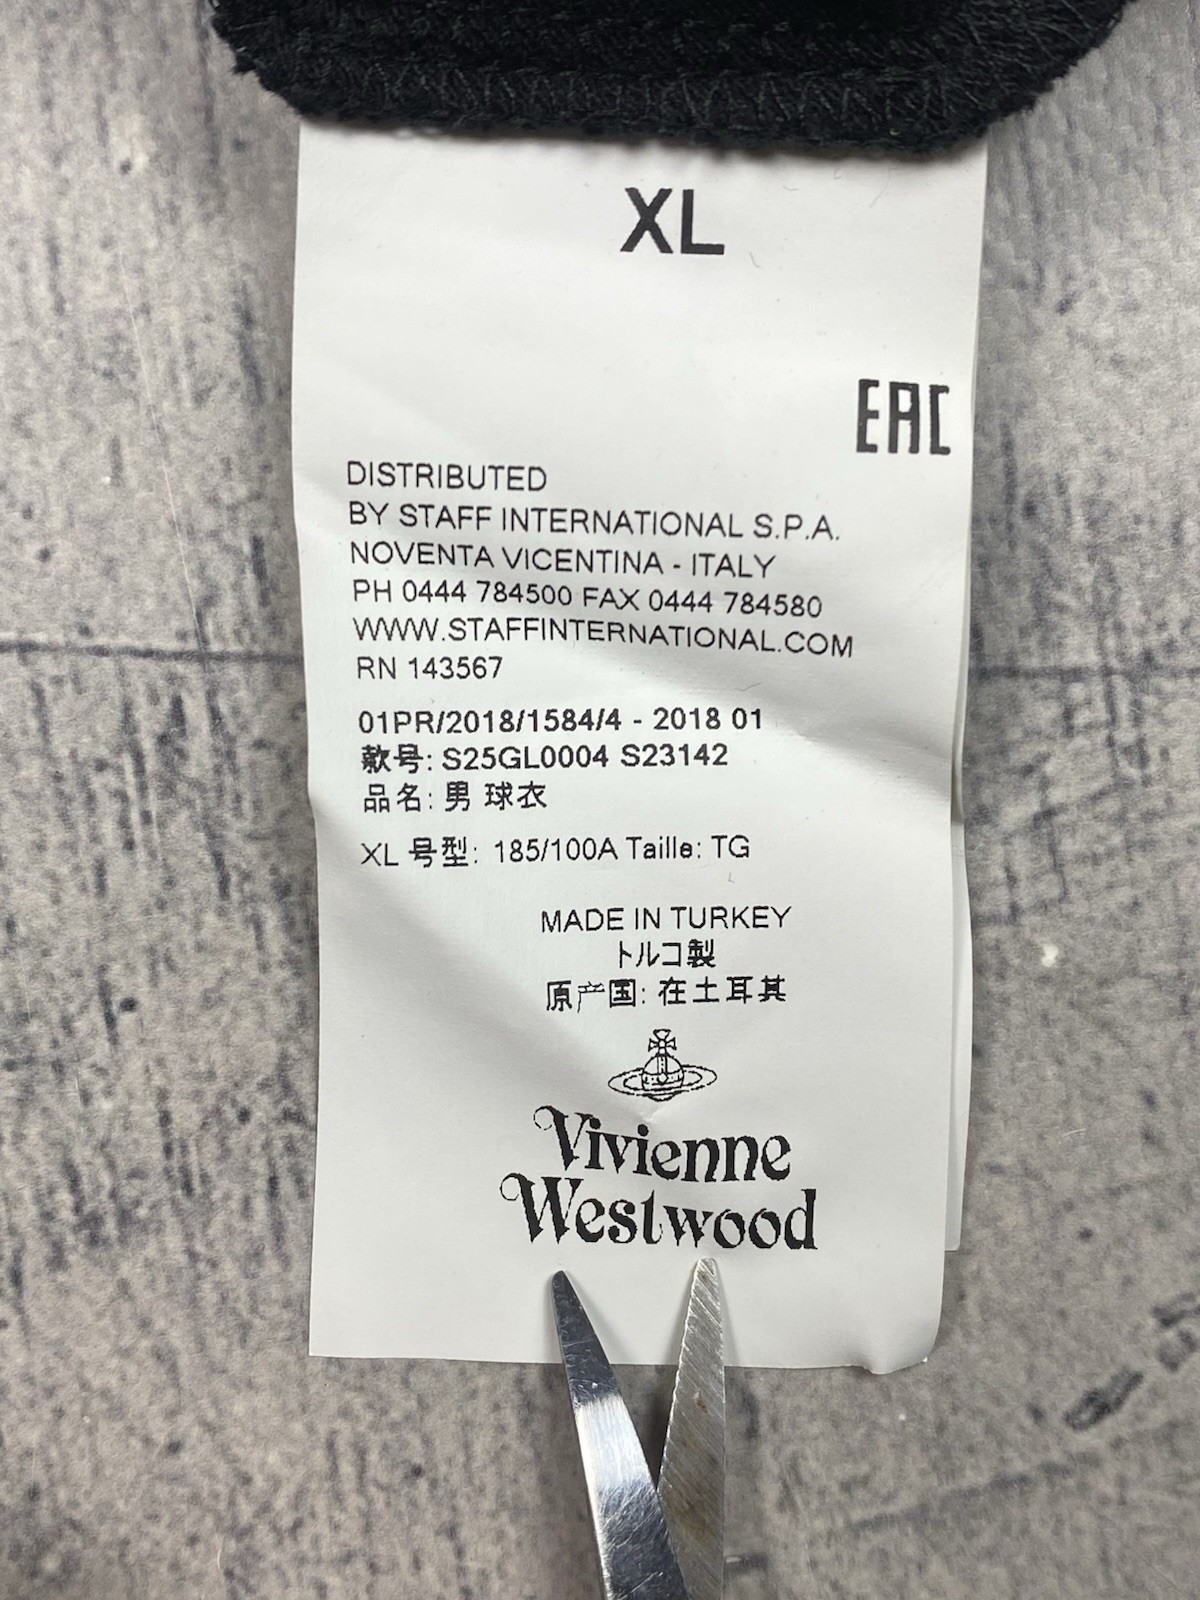 XL
EAC
DISTRIBUTED
BY STAFF INTERNATIONAL S.P.A.
NOVENTA VICENTINA - ITALY
PH 0444 784500 FAX 0444 784580
WWW.STAFFINTERNATIONAL.COM
RN 143567
01PR/2018/1584/4 - 2018 01
款号: S25GL0004 S23142
品名: 男 球衣
XL 号型: 185/100A Taille: TG
MADE IN TURKEY
トルコ製
原产国: 在土耳其
Vivienne
Westwood